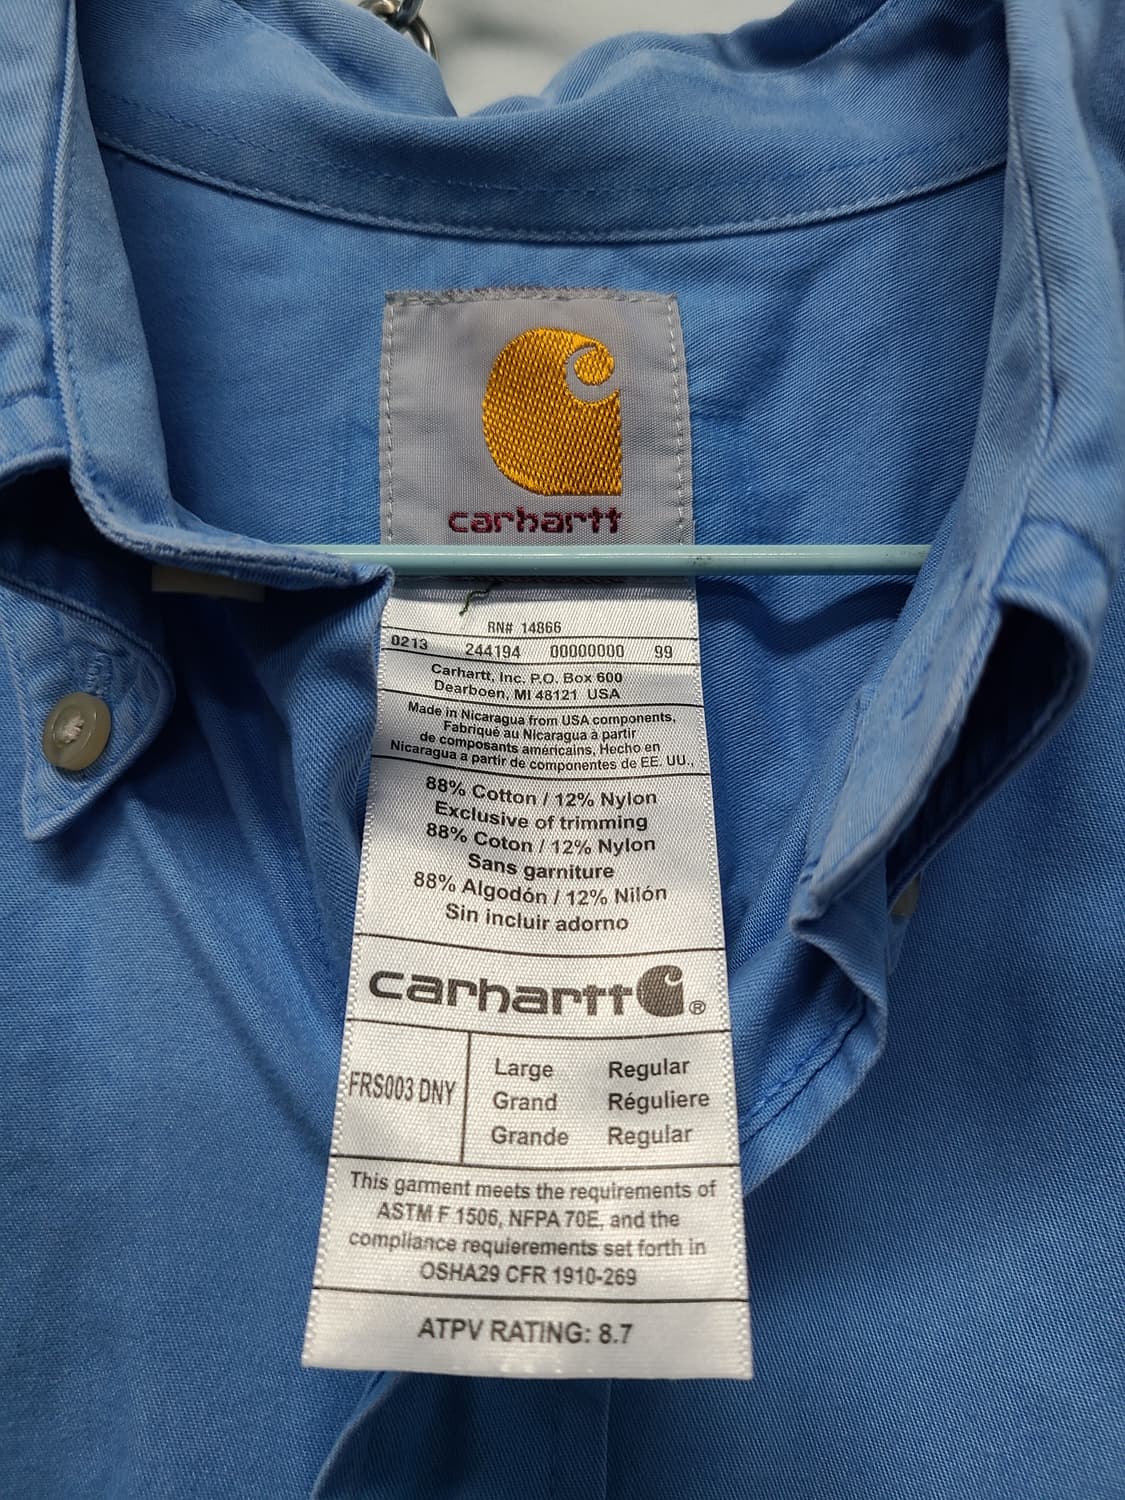 carhartt
RN# 14866
0213 244194 00000000 99
Carhartt, Inc. P.O. Box 600
Dearboen, MI 48121 USA
Made in Nicaragua from USA components,
Fabriqué au Nicaragua à partir
de composants américains, Hecho en
Nicaragua a partir de componentes de EE. UU.,
88% Cotton / 12% Nylon
Exclusive of trimming
88% Coton / 12% Nylon
Sans garniture
88% Algodón / 12% Nilón
Sin incluir adorno
carhartt ®
FRS003 DNY
Large Regular
Grand Réguliere
Grande Regular
This garment meets the requirements of
ASTM F 1506, NFPA 70E, and the
compliance requierements set forth in
OSHA29 CFR 1910-269
ATPV RATING: 8.7